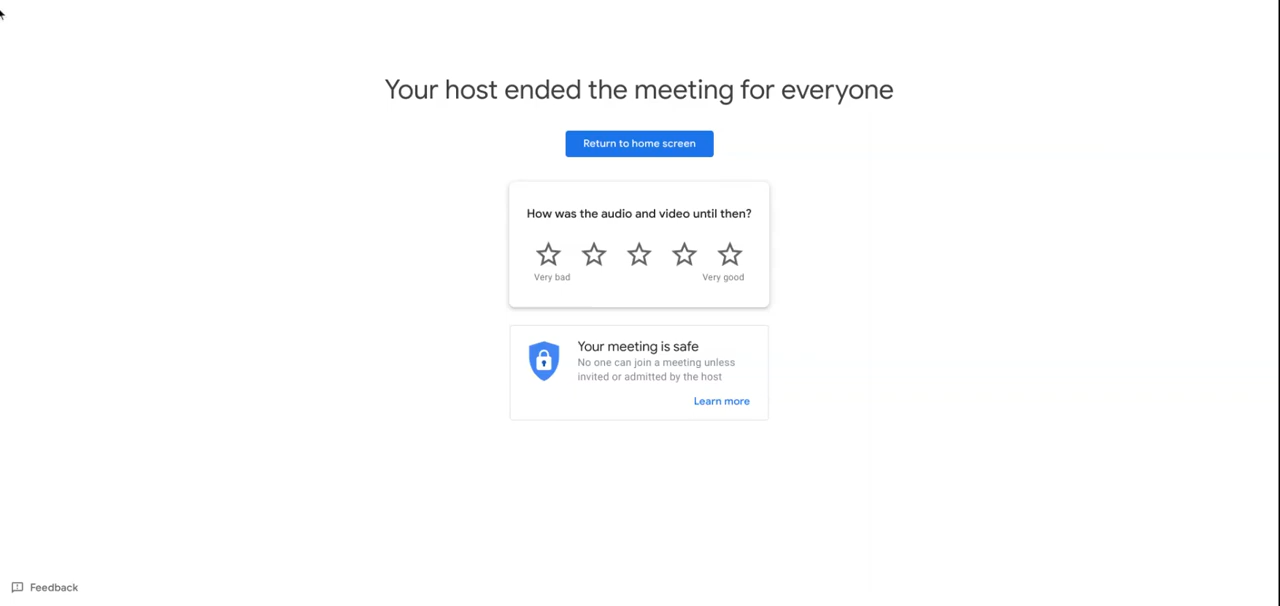 Your host ended the meeting for everyone
Return to home screen
How was the audio and video until then?
Very bad
Very good
Your meeting is safe
No one can join a meeting unless
invited or admitted by the host
Learn more
Feedback